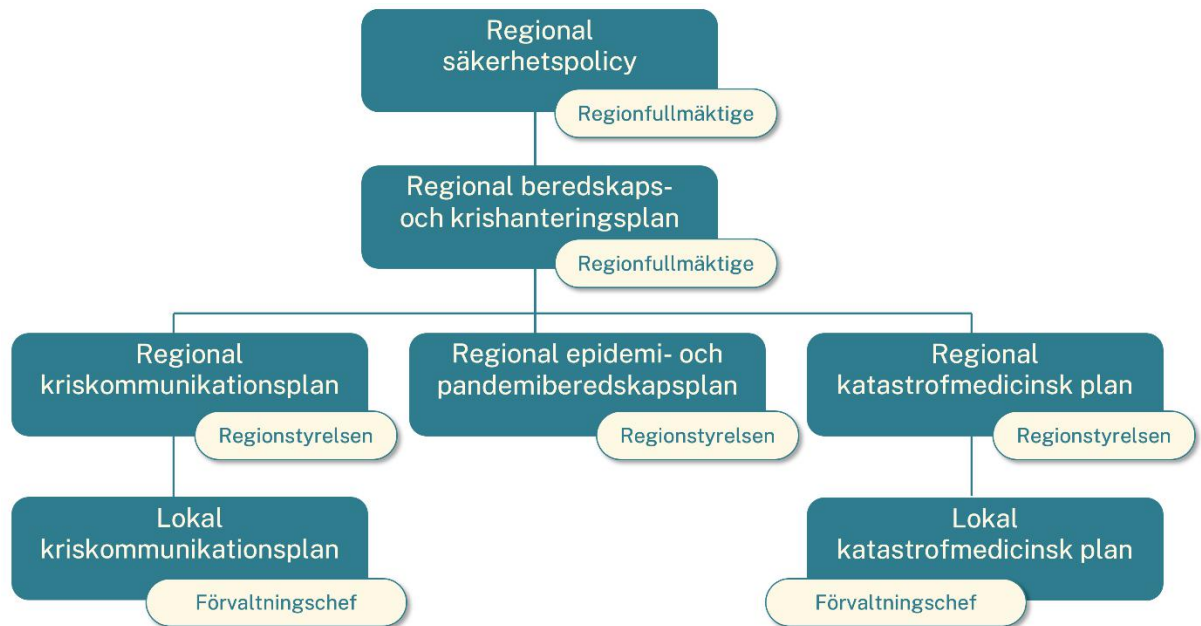 Regional
säkerhetspolicy
Regionfullmäktige
Regional beredskaps-
och krishanteringsplan
Regionfullmäktige
Regional
kriskommunikationsplan
Regionstyrelsen
Regional epidemi- och
pandemiberedskapsplan
Regionstyrelsen
Regional
katastrofmedicinsk plan
Regionstyrelsen
Lokal
kriskommunikationsplan
Förvaltningschef
Lokal
katastrofmedicinsk plan
Förvaltningschef